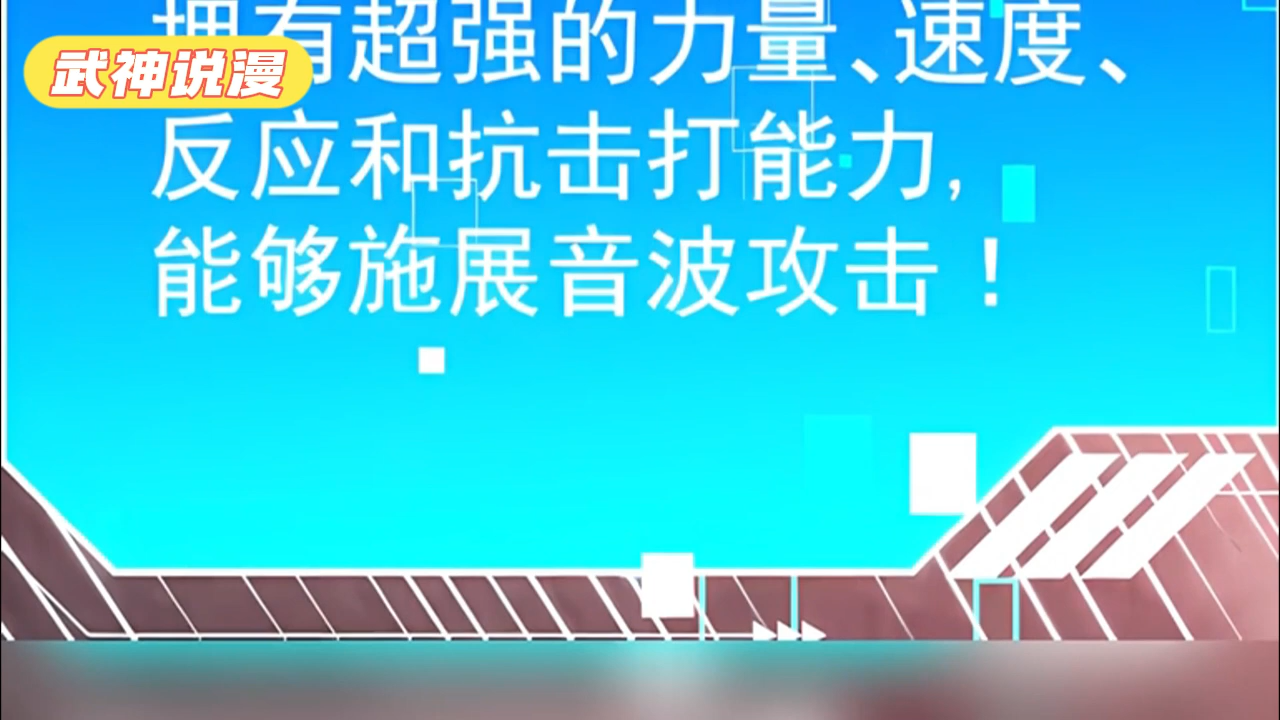 拥有超强的力量、速度、
武神说漫
反应和抗击打能力,
能够施展音波攻击！